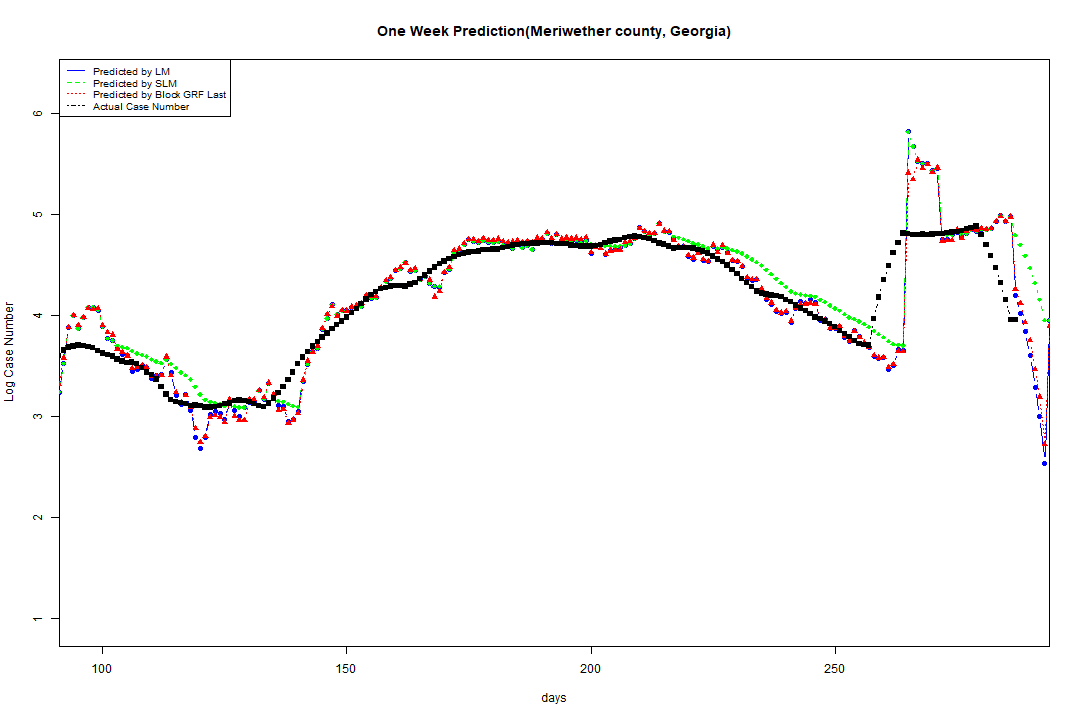 One Week Prediction(Meriwether county, Georgia)
Predicted by LM
Predicted by SLM
Predicted by Block GRF Last
Actual Case Number
Log Case Number
6
5
4
3
2
1
100 150 200 250
days